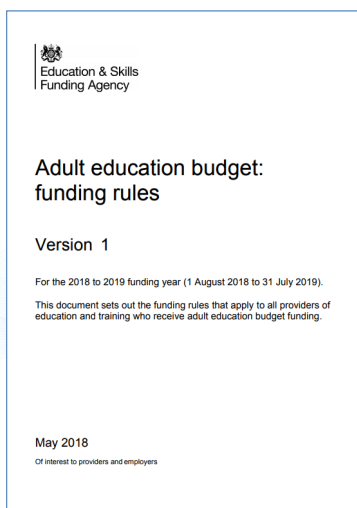 Education & Skills
Funding Agency
Adult education budget:
funding rules
Version 1
For the 2018 to 2019 funding year (1 August 2018 to 31 July 2019).
This document sets out the funding rules that apply to all providers of
education and training who receive adult education budget funding.
May 2018
Of interest to providers and employers